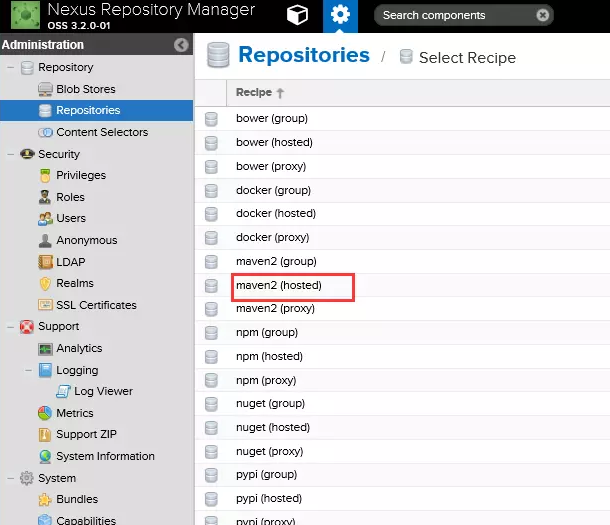 Nexus Repository Manager
OSS 3.2.0-01
Search components
Administration
Repository
Blob Stores
Repositories
Content Selectors
Security
Privileges
Roles
Users
Anonymous
LDAP
Realms
SSL Certificates
Support
Analytics
Logging
Log Viewer
Metrics
Support ZIP
System Information
System
Bundles
Capabilities
Repositories / Select Recipe
Recipe
bower (group)
bower (hosted)
bower (proxy)
docker (group)
docker (hosted)
docker (proxy)
maven2 (group)
maven2 (hosted)
maven2 (proxy)
npm (group)
npm (hosted)
npm (proxy)
nuget (group)
nuget (hosted)
nuget (proxy)
pypi (group)
pypi (hosted)
pypi (proxy)